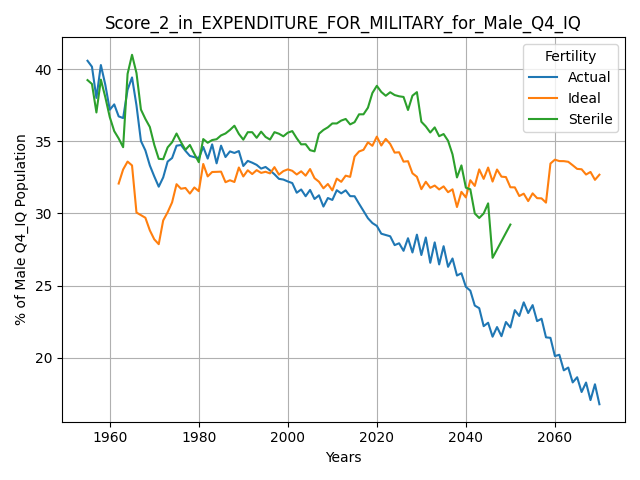 Score_2_in_EXPENDITURE_FOR_MILITARY_for_Male_Q4_IQ
Fertility
Actual
Ideal
Sterile
% of Male Q4_IQ Population
40
35
30
25
20
1960
1980
2000
2020
2040
2060
Years